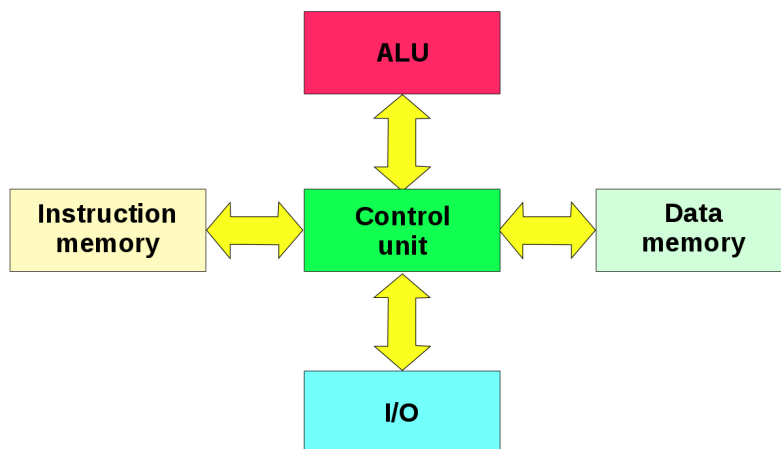 ALU
Instruction
memory
Control
unit
Data
memory
I/O